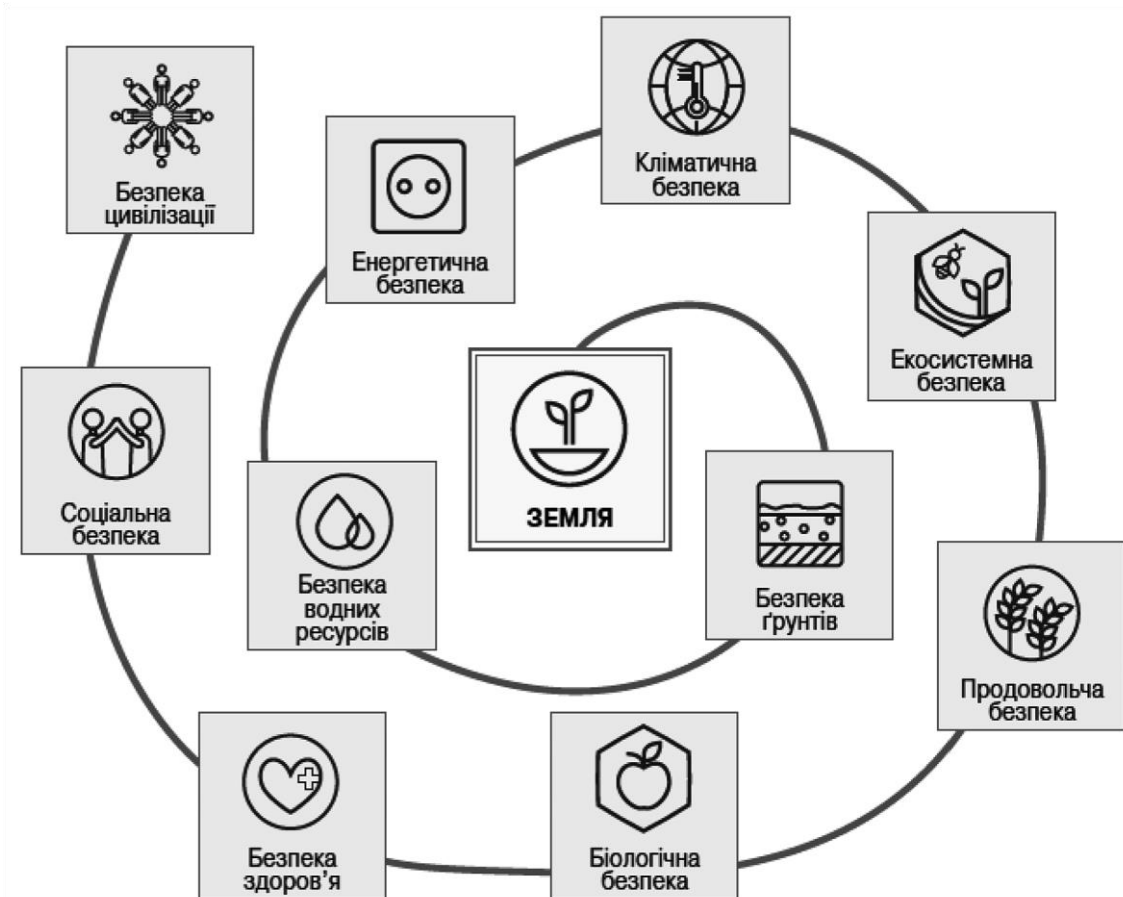 Безпека
цивілізації
Енергетична
безпека
Кліматична
безпека
Екосистемна
безпека
Соціальна
безпека
Безпека
водних
ресурсів
ЗЕМЛЯ
Безпека
ґрунтів
Продовольча
безпека
Безпека
здоров’я
Біологічна
безпека